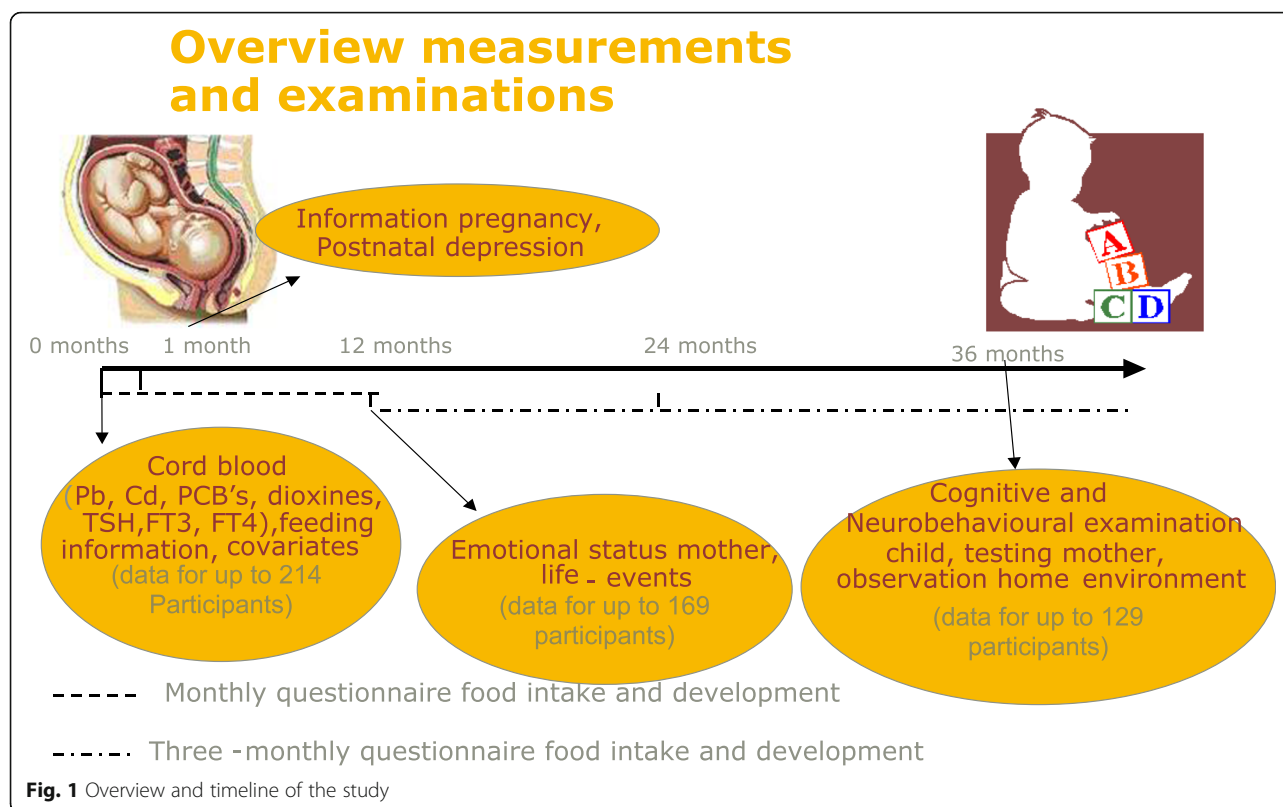 Overview measurements
and examinations
Information pregnancy,
Postnatal depression
A
B
C D
0 months 1 month 12 months 24 months 36 months
Cord blood
(Pb, Cd, PCB's, dioxines,
TSH,FT3, FT4),feeding
information, covariates
(data for up to 214
Participants)
Emotional status mother,
life - events
(data for up to 169
participants)
Cognitive and
Neurobehavioural examination
child, testing mother,
observation home environment
(data for up to 129
participants)
Monthly questionnaire food intake and development
Three -monthly questionnaire food intake and development
Fig. 1 Overview and timeline of the study